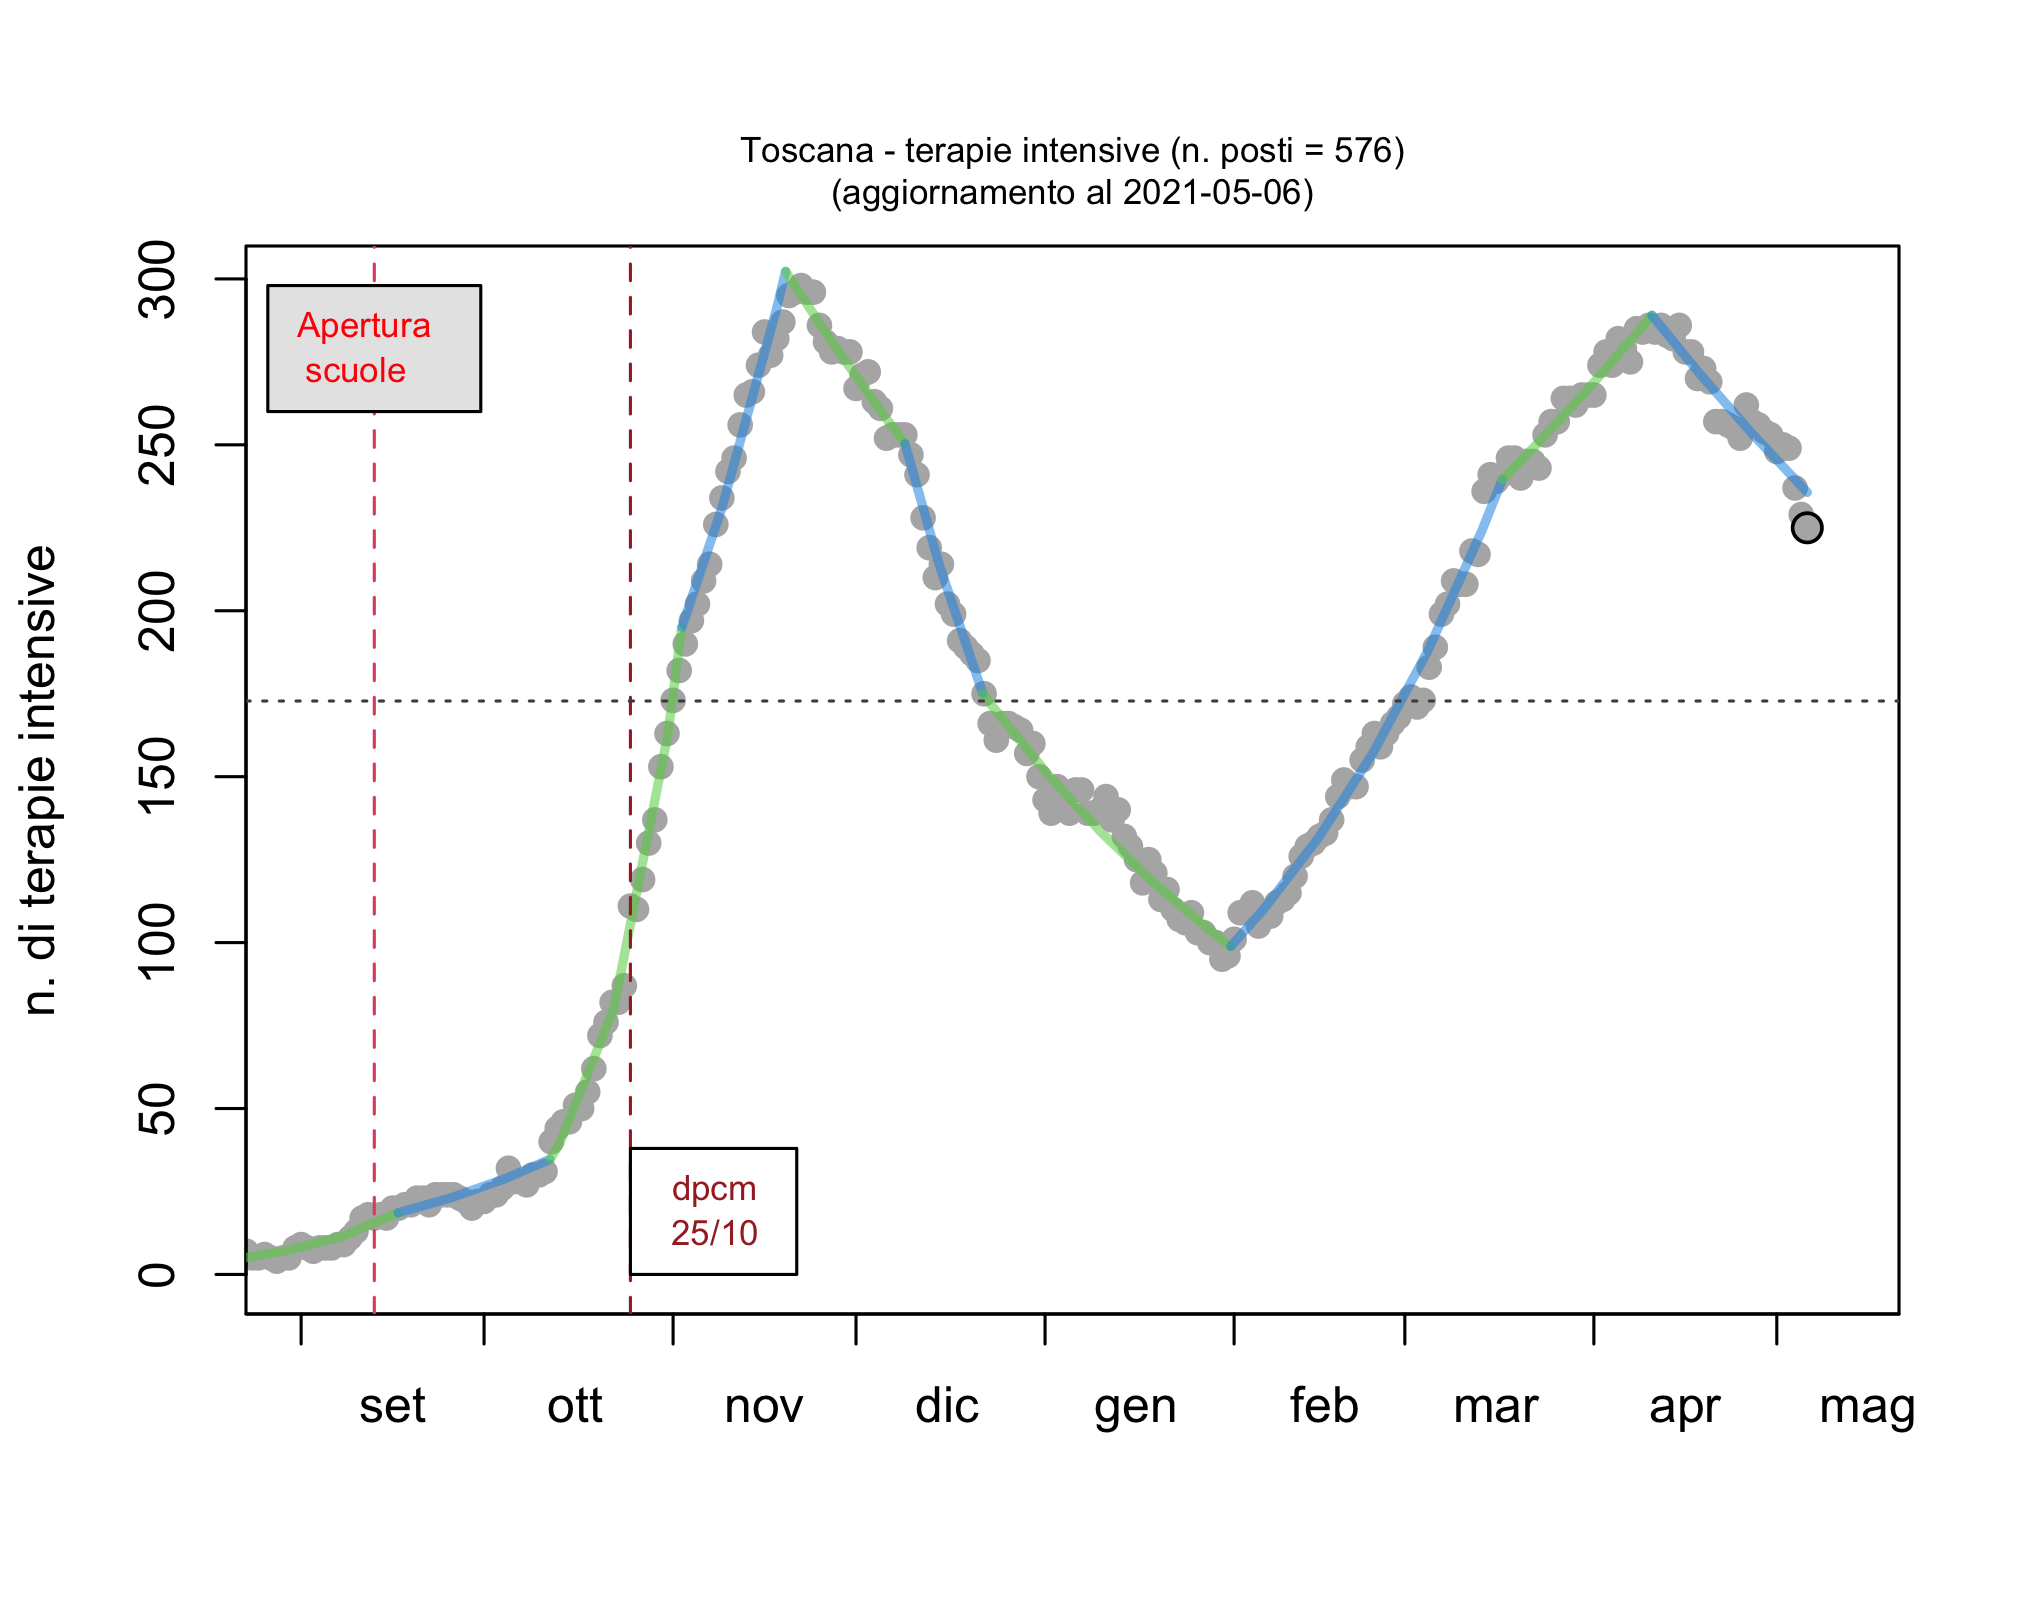 Toscana - terapie intensive (n. posti = 576)
(aggiornamento al 2021-05-06)
n. di terapie intensive
300
250
200
150
100
50
0
Apertura
scuole
dpcm
25/10
set ott nov dic gen feb mar apr mag